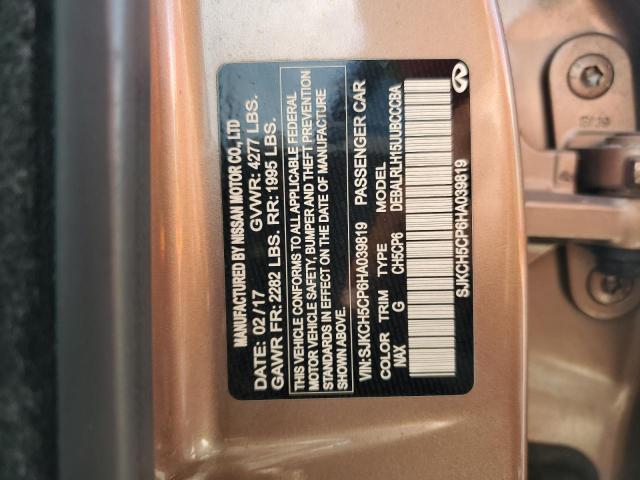 MANUFACTURED BY NISSAN MOTOR CO., LTD
DATE: 02/17 GVWR: 4277 LBS.
GAWR FR: 2282 LBS. RR: 1995 LBS.
THIS VEHICLE CONFORMS TO ALL APPLICABLE FEDERAL
MOTOR VEHICLE SAFETY, BUMPER AND THEFT PREVENTION
STANDARDS IN EFFECT ON THE DATE OF MANUFACTURE
SHOWN ABOVE.
VIN: SJKCH5CP6HA039819 PASSENGER CAR
COLOR TRIM TYPE MODEL
NAX G CH5CP6 DEBALRLH15UUBCCCBA
SJKCH5CP6HA039819